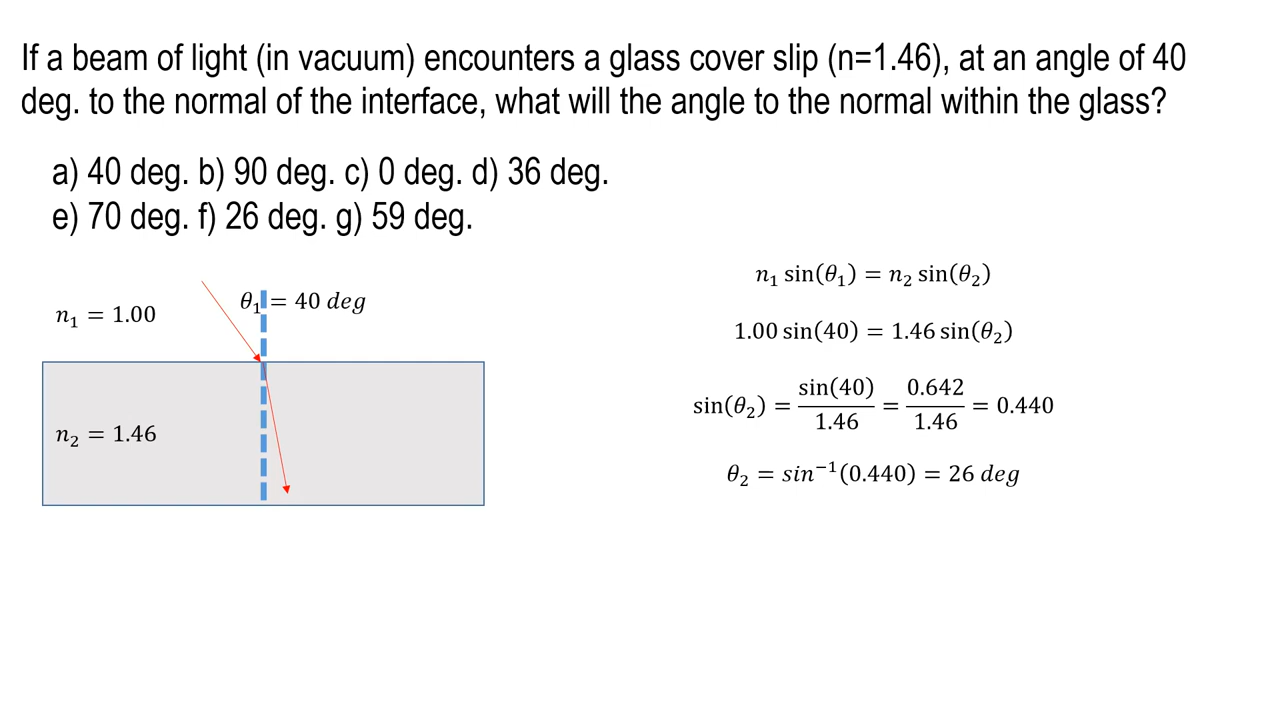 If a beam of light (in vacuum) encounters a glass cover slip (n=1.46), at an angle of 40
deg. to the normal of the interface, what will the angle to the normal within the glass?
a) 40 deg. b) 90 deg. c) 0 deg. d) 36 deg.
e) 70 deg. f) 26 deg. g) 59 deg.
n₁ = 1.00
θ₁ = 40 deg
n₂ = 1.46
n₁ sin(θ₁) = n₂ sin(θ₂)
1.00 sin(40) = 1.46 sin(θ₂)
sin(θ₂) = sin(40)/1.46 = 0.642/1.46 = 0.440
θ₂ = sin⁻¹(0.440) = 26 deg